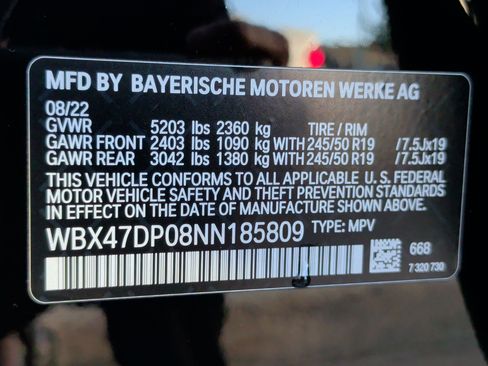 MFD BY BAYERISCHE MOTOREN WERKE AG
08/22
GVWR 5203 lbs 2360 kg TIRE / RIM
GAWR FRONT 2403 lbs 1090 kg WITH 245/50 R19 /7.5Jx19
GAWR REAR 3042 lbs 1380 kg WITH 245/50 R19 /7.5Jx19
THIS VEHICLE CONFORMS TO ALL APPLICABLE U. S. FEDERAL
MOTOR VEHICLE SAFETY AND THEFT PREVENTION STANDARDS
IN EFFECT ON THE DATE OF MANUFACTURE SHOWN ABOVE.
WBX47DP08NN185809 TYPE: MPV
668
7 320 730